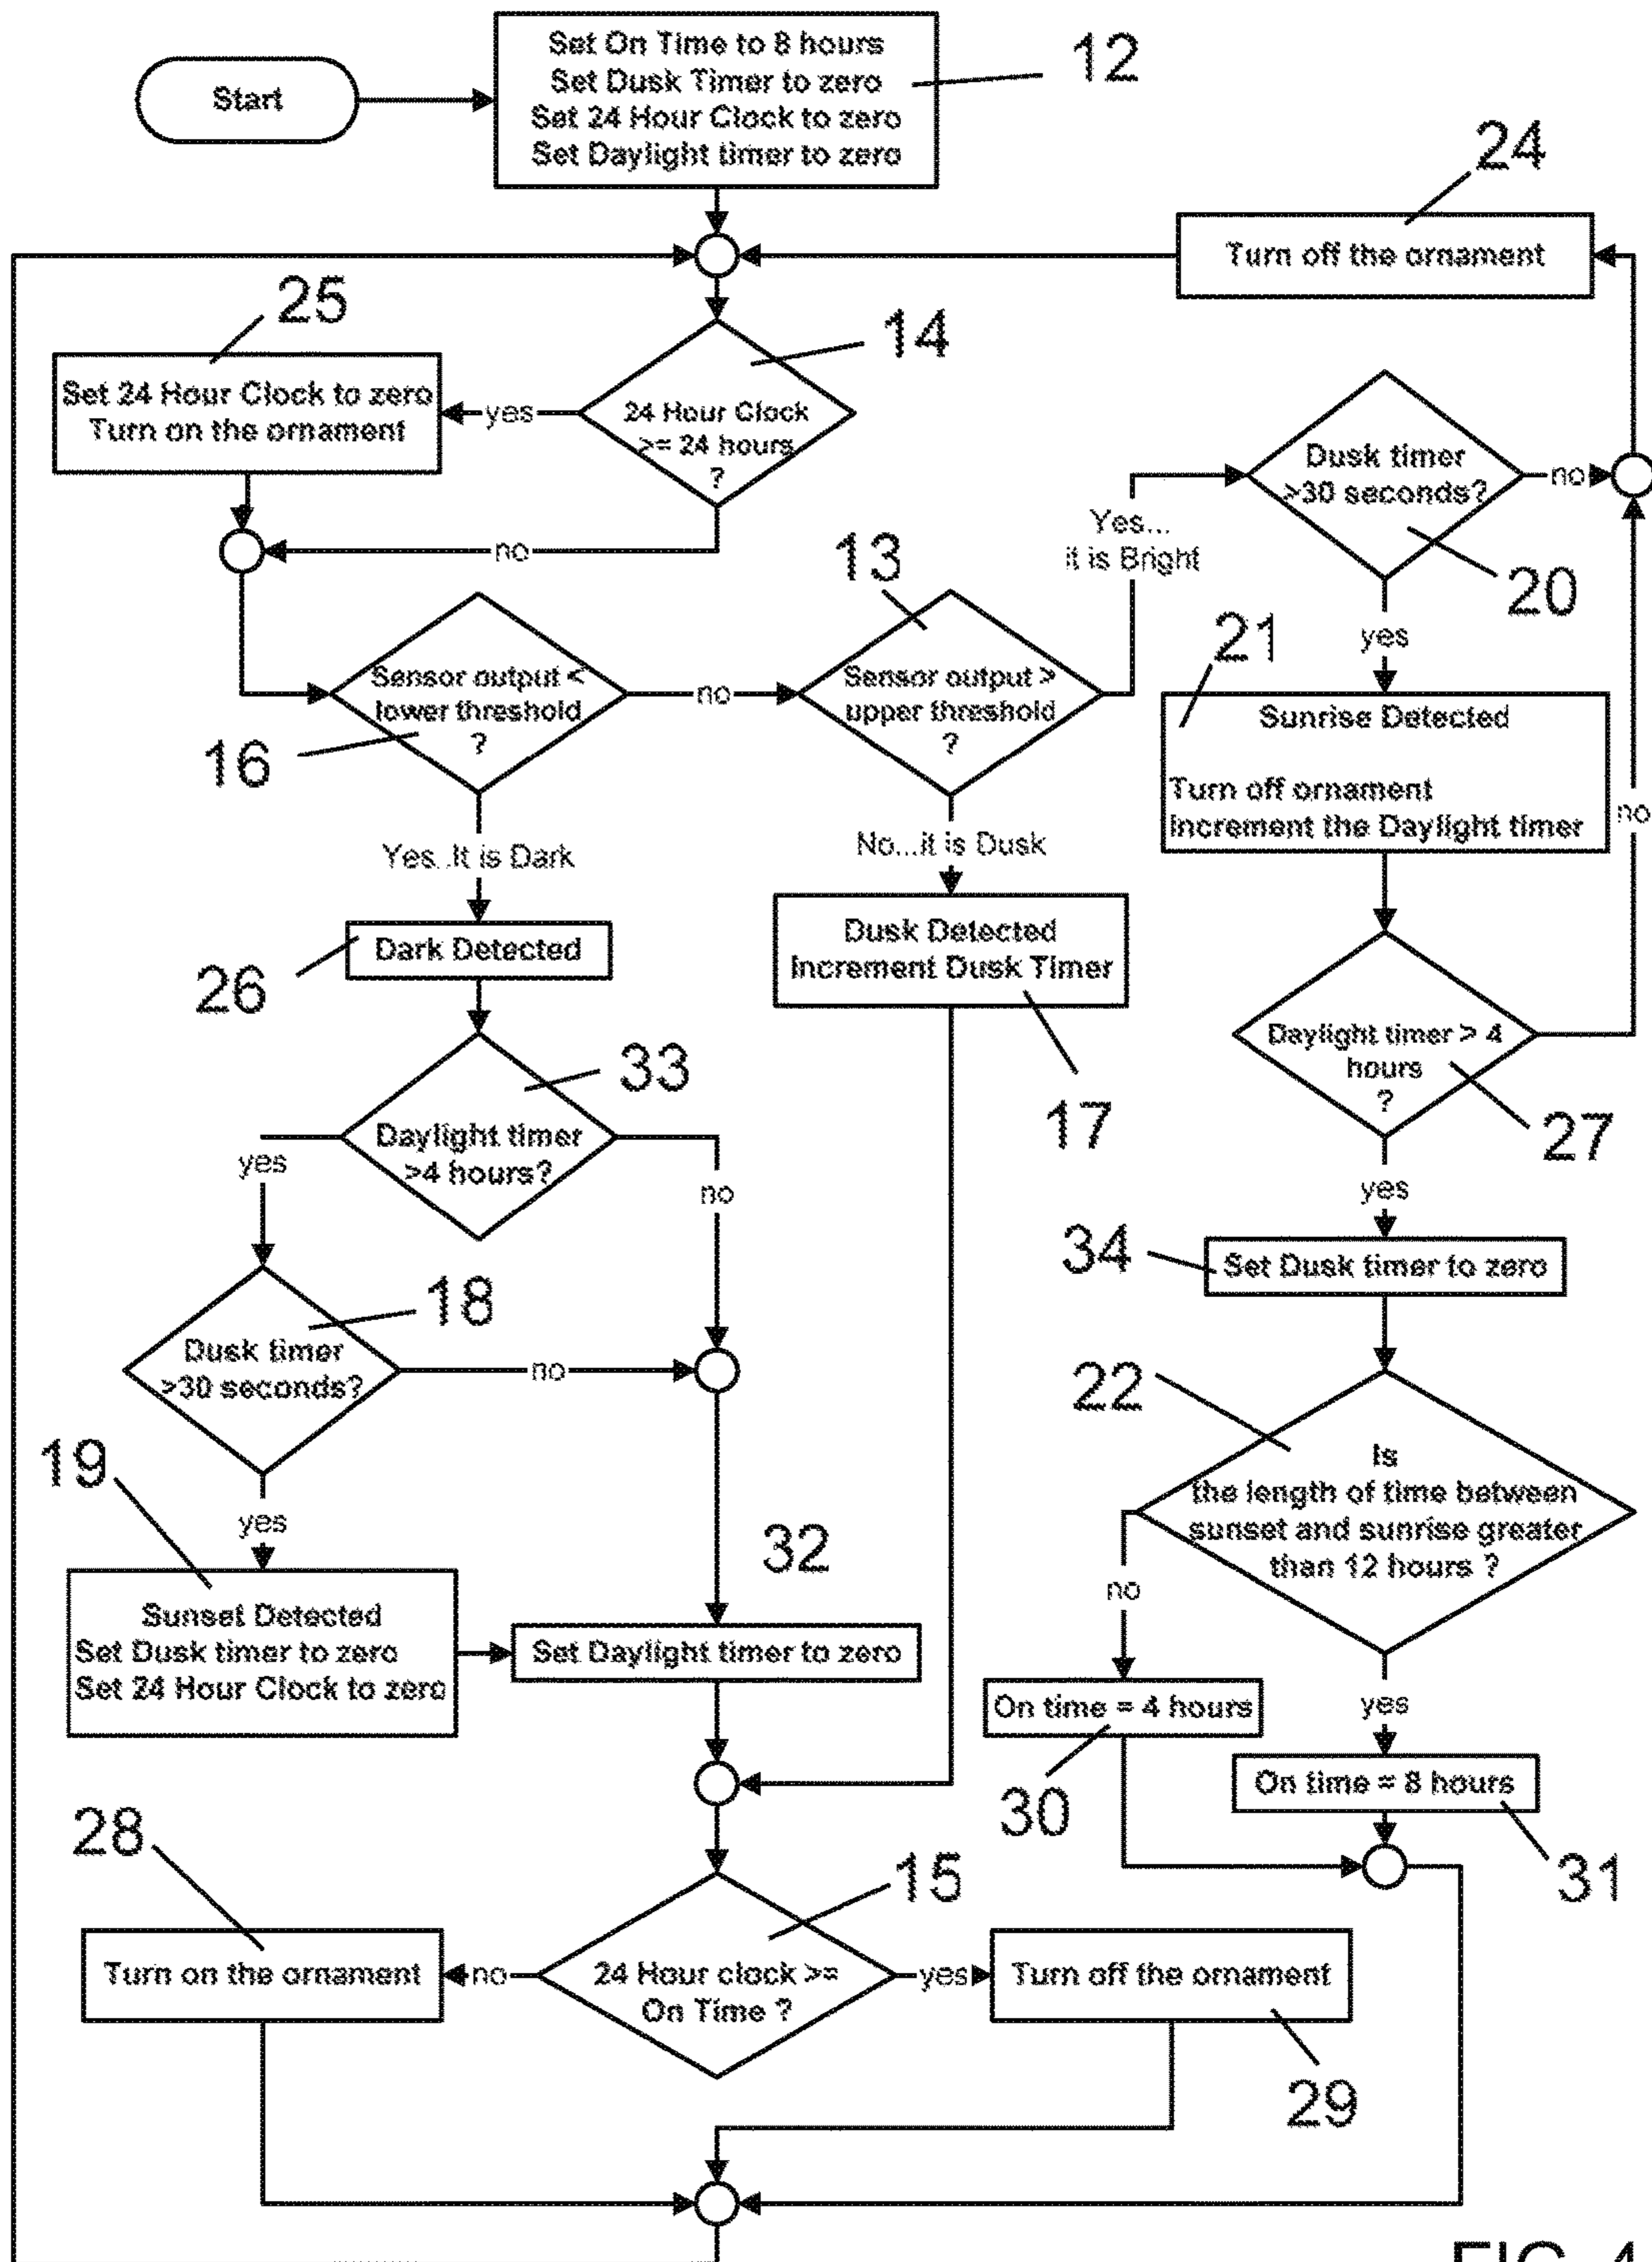 Set On Time to 8 hours
Set Dusk Timer to zero
Set 24 Hour Clock to zero
Set Daylight timer to zero
12
Start
24
Turn off the ornament
25
Set 24 Hour Clock to zero
Turn on the ornament
14
yes
24 Hour Clock
>= 24 hours
?
no
Dusk timer
>30 seconds?
no
20
yes
Yes...
it is Bright
13
Sensor output <
lower threshold
?
16
no
Sensor output >
upper threshold
?
21
Sunrise Detected
Turn off ornament
Increment the Daylight timer
no
Yes..It is Dark
No...it is Dusk
Dark Detected
26
Dusk Detected
Increment Dusk Timer
17
33
Daylight timer
>4 hours?
yes
no
Daylight timer > 4
hours
?
27
yes
34
Set Dusk timer to zero
18
Dusk timer
>30 seconds?
no
yes
22
Is
the length of time between
sunset and sunrise greater
than 12 hours ?
no
yes
19
Sunset Detected
Set Dusk timer to zero
Set 24 Hour Clock to zero
32
Set Daylight timer to zero
On time = 4 hours
30
On time = 8 hours
31
28
Turn on the ornament
no
15
24 Hour clock >=
On Time ?
yes
Turn off the ornament
29
FIG. 4